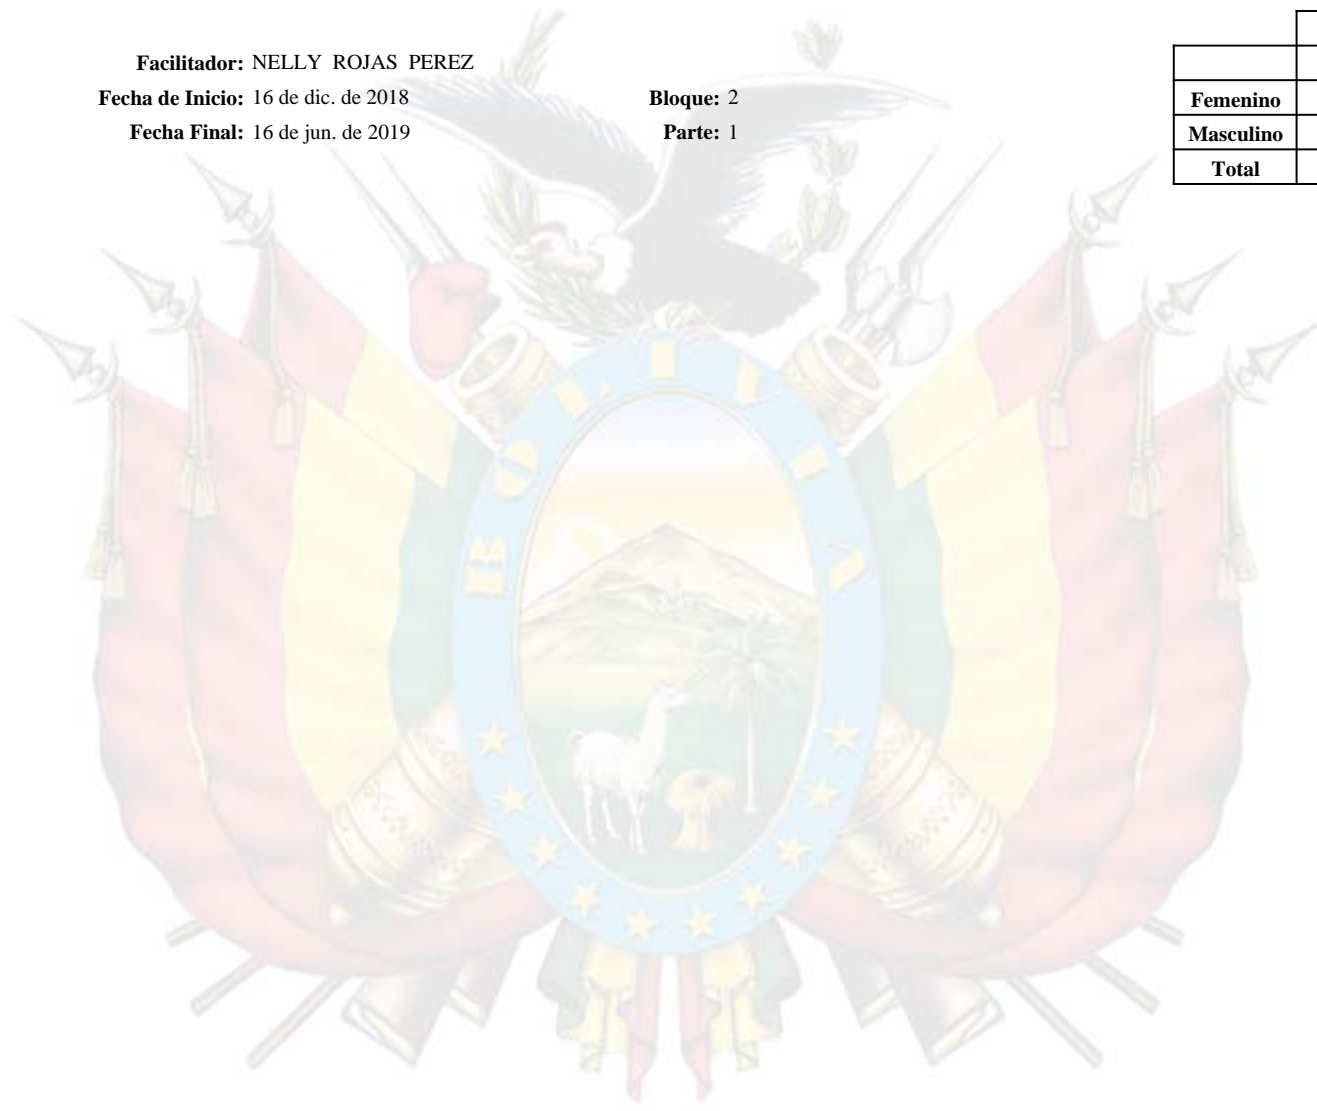 Facilitador: NELLY ROJAS PEREZ
Fecha de Inicio: 16 de dic. de 2018 Bloque: 2
Fecha Final: 16 de jun. de 2019 Parte: 1
Femenino
Masculino
Total
BOLIVIA